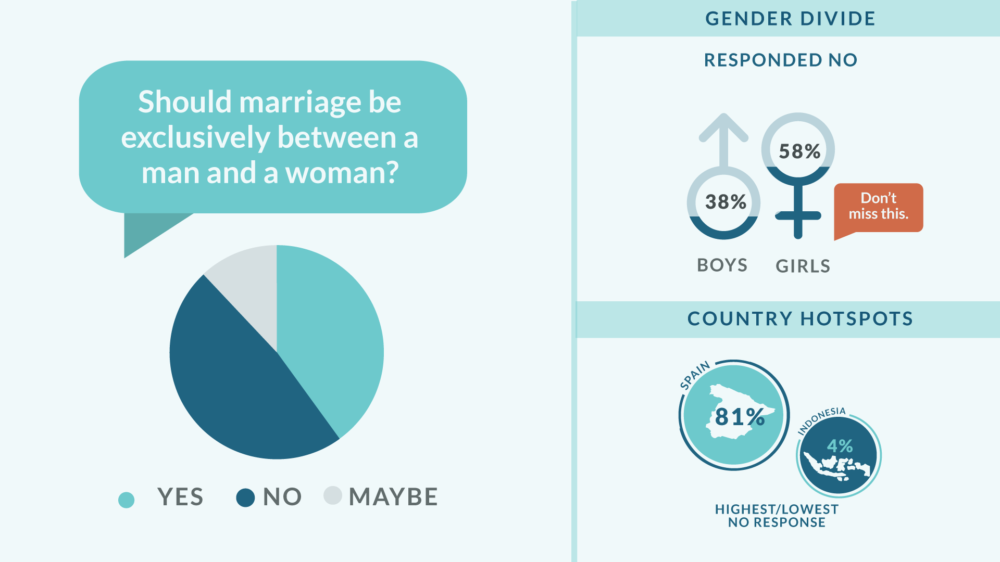 Should marriage be
exclusively between a
man and a woman?
YES
NO
MAYBE
GENDER DIVIDE
RESPONDED NO
38%
58%
Don't
miss this.
BOYS
GIRLS
COUNTRY HOTSPOTS
SPAIN
81%
INDONESIA
4%
HIGHEST/LOWEST
NO RESPONSE